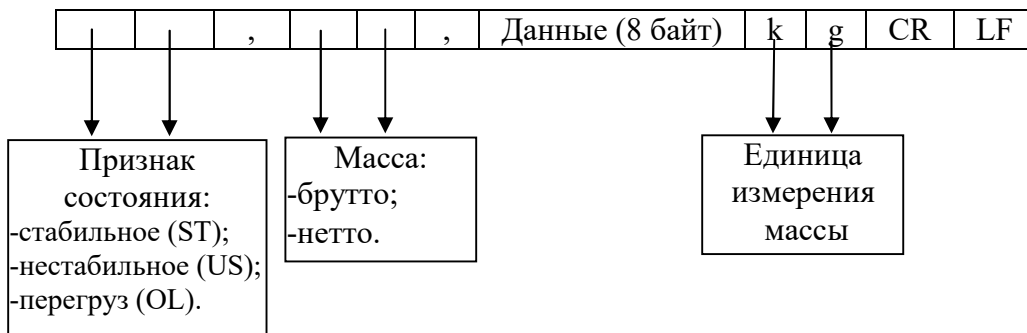 , , Данные (8 байт) k g CR LF
Признак
состояния:
-стабильное (ST);
-нестабильное (US);
-перегруз (OL).
Масса:
-брутто;
-нетто.
Единица
измерения
массы